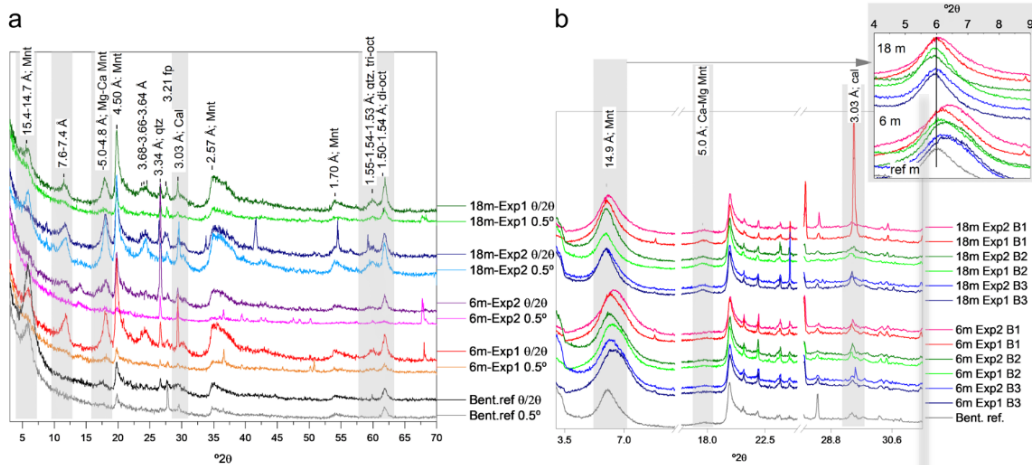 a
15.4-14.7 Å; Mnt
7.6-7.4 Å
5.0-4.8 Å; Mg-Ca Mnt
4.50 Å: Mnt
3.68-3.66-3.64 Å
3.34 Å; qtz
3.21 fp
3.03 Å; Cal
2.57 Å; Mnt
1.70 Å; Mnt
1.55-1.54-1.53 Å; qtz. tri-oct
1.50-1.54 Å; di-oct
18m-Exp1 θ/2θ
18m-Exp1 0.5º
18m-Exp2 θ/2θ
18m-Exp2 0.5º
6m-Exp2 θ/2θ
6m-Exp2 0.5º
6m-Exp1 θ/2θ
6m-Exp1 0.5º
Bent.ref θ/2θ
Bent.ref 0.5º
5 10 15 20 25 30 35 40 45 50 55 60 65 70
º2θ
b
º2θ
4 5 6 7 8 9
18 m
6 m
ref m
14.9 Å; Mnt
5.0 Å; Ca-Mg Mnt
3.03 Å; cal
18m Exp2 B1
18m Exp1 B1
18m Exp2 B2
18m Exp1 B2
18m Exp2 B3
18m Exp1 B3
6m Exp2 B1
6m Exp1 B1
6m Exp2 B2
6m Exp1 B2
6m Exp2 B3
6m Exp1 B3
Bent. ref.
3.5 7.0 18.0 22.5 28.8 30.6
º2θ